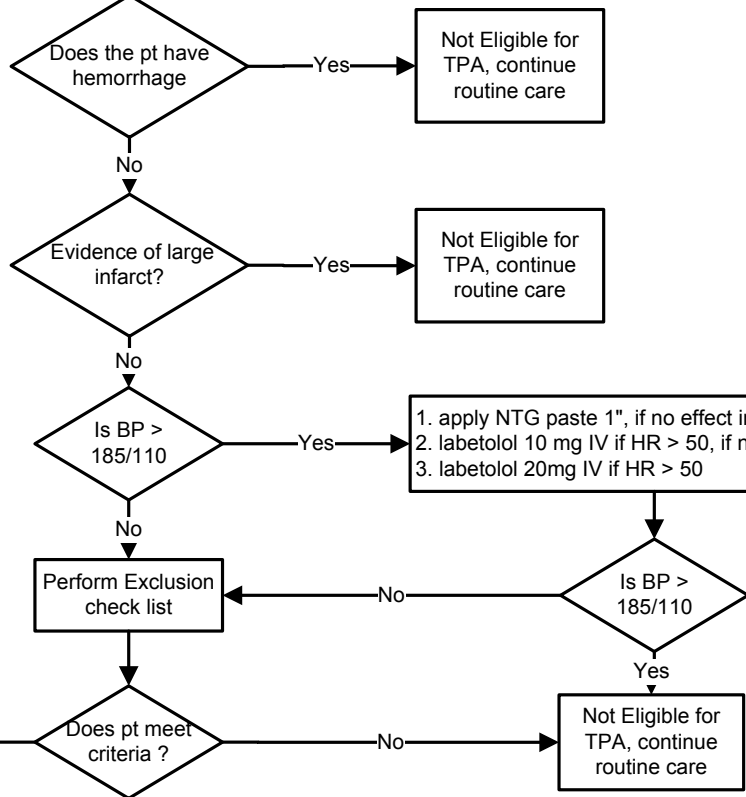 Does the pt have
hemorrhage
Yes
Not Eligible for
TPA, continue
routine care
No
Evidence of large
infarct?
Yes
Not Eligible for
TPA, continue
routine care
No
Is BP >
185/110
Yes
1. apply NTG paste 1", if no effect
2. labetolol 10 mg IV if HR > 50, if
3. labetolol 20mg IV if HR > 50
No
Perform Exclusion
check list
No
Is BP >
185/110
Yes
Does pt meet
criteria ?
No
Not Eligible for
TPA, continue
routine care